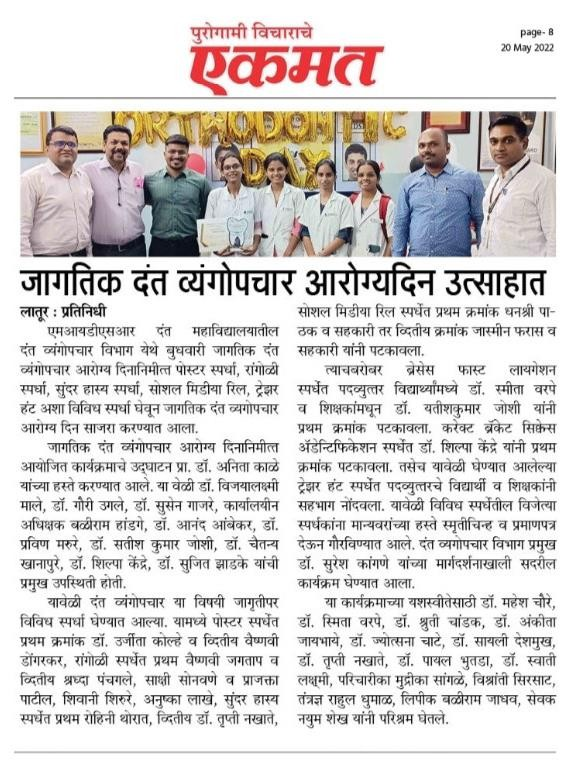 पुरोगामी विचाराचे
एकमत
page- 8
20 May 2022
ORTHODONTIC
DAY
जागतिक दंत व्यंगोपचार आरोग्यदिन उत्साहात
लातूर : प्रतिनिधी
एमआयडीएसआर दंत महाविद्यालयातील
दंत व्यंगोपचार विभाग येथे बुधवारी जागतिक दंत
व्यंगोपचार आरोग्य दिनानिमीत्त पोस्टर स्पर्धा, रांगोळी
स्पर्धा, सुंदर हास्य स्पर्धा, सोशल मिडीया रिल, ट्रेझर
हंट अशा विविध स्पर्धा घेवून जागतिक दंत व्यगोपचार
आरोग्य दिन साजरा करण्यात आला.
जागतिक दंत व्यंगोपचार आरोग्य दिनानिमीत्त
आयोजित कार्यक्रमाचे उद्घाटन प्रा. डॉ. अनिता काळे
यांच्या हस्ते करण्यात आले. या वेळी डॉ. विजयालक्ष्मी
माले, डॉ. गौरी उगले, डॉ. सुसेन गाजरे, कार्यालयीन
अधिक्षक बळीराम हांडगे, डॉ. आनंद आंबेकर, डॉ.
प्रविण मरुरे, डॉ. सतीश कुमार जोशी, डॉ. चैतन्य
खानापुरे, डॉ. शिल्पा केंद्रे, डॉ. सुजित झाडके यांची
प्रमुख उपस्थिती होती.
यावेळी दंत व्यंगोपचार या विषयी जागृतीपर
विविध स्पर्धा घेण्यात आल्या. यामध्ये पोस्टर स्पर्धेत
प्रथम क्रमांक डॉ. उर्जीता कोल्हे व व्दितीय वैष्णवी
डोंगरकर, रांगोळी स्पर्धेत प्रथम वैष्णवी जगताप व
व्दितीय श्रध्दा पंचगले, साक्षी सोनवणे व प्राजक्ता
पाटील, शिवानी शिरुरे, अनुष्का लाखे, सुंदर हास्य
स्पर्धेत प्रथम रोहिनी थोरात, व्दितीय डॉ. तृप्ती नखाते,
सोशल मिडीया रिल स्पर्धेत प्रथम क्रमांक धनश्री पा-
ठक व सहकारी तर व्दितीय क्रमांक जास्मीन फरास व
सहकारी यांनी पटकावला.
त्याचबरोबर ब्रेसेस फास्ट लायगेशन
स्पर्धेत पदव्युत्तर विद्यार्थ्यांमध्ये डॉ. स्मीता वरपे
व शिक्षकांमधून डॉ. यतीशकुमार जोशी यांनी
प्रथम क्रमांक पटकावला. करेक्ट ब्रॅकेट सिक्वेस
अ‍ॅडेन्टिफिकेशन स्पर्धेत डॉ. शिल्पा केंद्रे यांनी प्रथम
क्रमांक पटकावला. तसेच यावेळी घेण्यात आलेल्या
ट्रेझर हंट स्पर्धेत पदव्युत्तरचे विद्यार्थी व शिक्षकांनी
सहभाग नोंदवला. यावेळी विविध स्पर्धेतील विजेत्या
स्पर्धकांना मान्यवरांच्या हस्ते स्मृतीचिन्ह व प्रमाणपत्र
देऊन गौरविण्यात आले. दंत व्यगोपचार विभाग प्रमुख
डॉ. सुरेश कांगणे यांच्या मार्गदर्शनाखाली सदरील
कार्यक्रम घेण्यात आला.
या कार्यक्रमाच्या यशस्वीतेसाठी डॉ. महेश चौरे,
डॉ. स्मिता वरपे, डॉ. श्रुती चांडक, डॉ. अंकीता
जायभाये, डॉ. ज्योत्सना चाटे, डॉ. सायली देशमुख,
डॉ. तृप्ती नखाते, डॉ. पायल भुतडा, डॉ. स्वाती
लक्ष्मी, परिचारीका मुद्रीका सांगळे, विश्रांती सिरसाट,
तंत्रज्ञ राहुल धुमाळ, लिपीक बळीराम जाधव, सेवक
नयुम शेख यांनी परिश्रम घेतले.